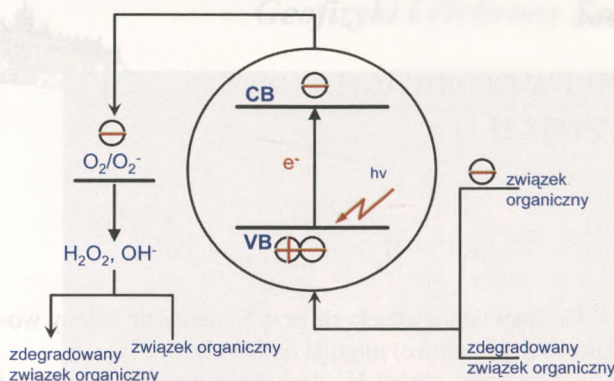 CB
e-
hν
VB
O2/O2-
H2O2, OH-
zdegradowany
związek organiczny
związek organiczny
związek
organiczny
zdegradowany
związek organiczny